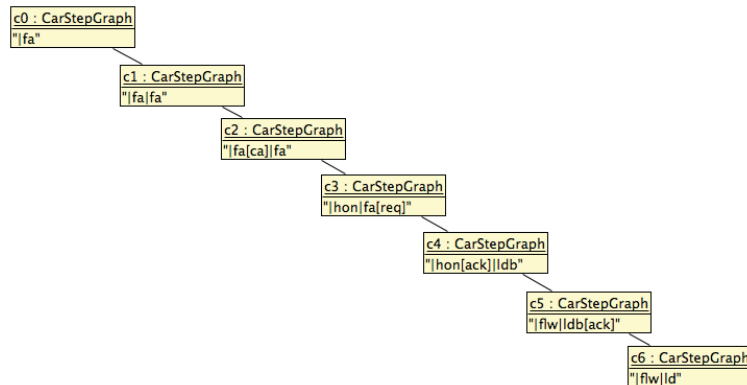 c0 : CarStepGraph
"|fa"
c1 : CarStepGraph
"|fa|fa"
c2 : CarStepGraph
"|fa[ca]|fa"
c3 : CarStepGraph
"|hon|fa[req]"
c4 : CarStepGraph
"|hon[ack]|ldb"
c5 : CarStepGraph
"|flw|ldb[ack]"
c6 : CarStepGraph
"|flw|ld"